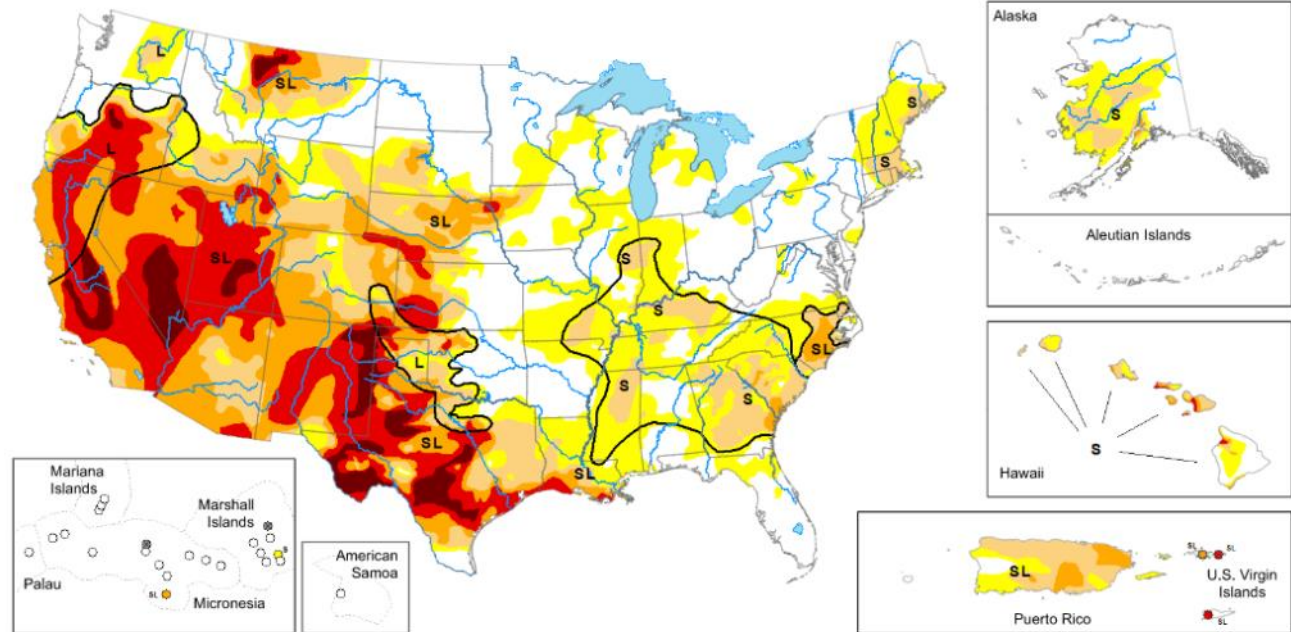 L
SL
L
SL
SL
L
SL
SL
S
S
S
S
SL
S
S
Alaska
S
Aleutian Islands
S
Hawaii
Mariana
Islands
Marshall
Islands
S
Palau
SL
Micronesia
American
Samoa
SL
Puerto Rico
SL
SL
U.S. Virgin
Islands
SL